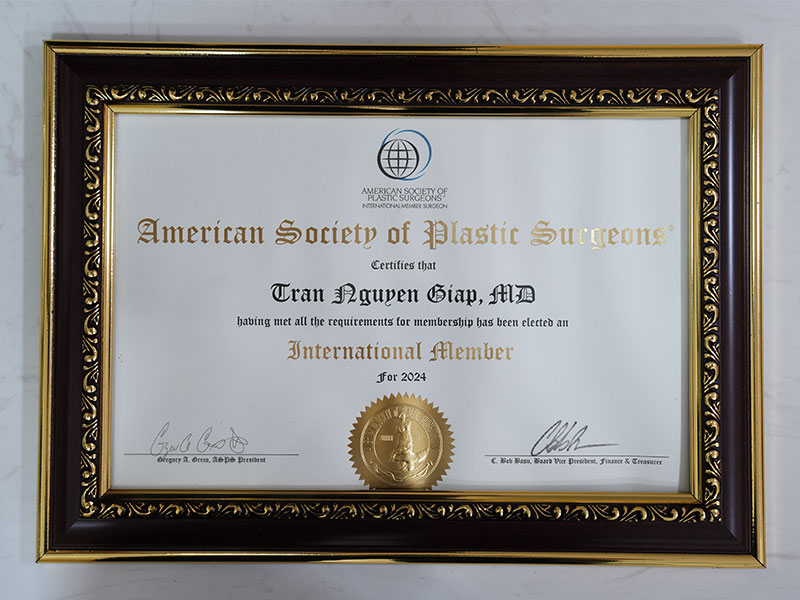 AMERICAN SOCIETY OF
PLASTIC SURGEONS®
INTERNATIONAL MEMBER SURGEON
American Society of Plastic Surgeons®
Certifies that
Tran Nguyen Giap, MD
having met all the requirements for membership has been elected an
International Member
For 2024
Gregory A. Greco, ASPS President
C. Bob Basu, Board Vice President, Finance & Treasurer